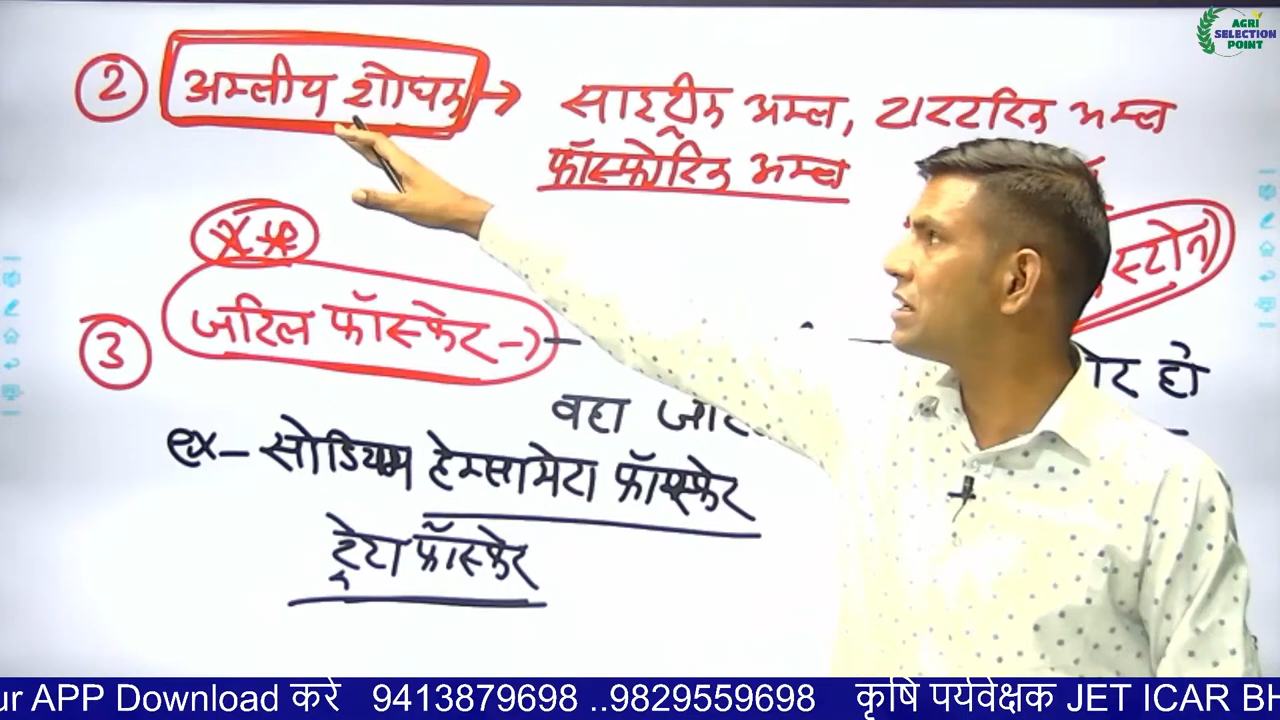 AGRI
SELECTION
POINT
2 अम्लीय शोधक → साइट्रीक अम्ल, टारटरिक अम्ल
फॉस्फोरिक अम्ल
स्टोन
3 जटिल फॉस्फेट →
वहा
ex- सोडियम हेम्सामेटा फॉस्फेट
ट्रेटा फॉस्फेट
ur APP Download करें 9413879698 ..9829559698 कृषि पर्यवेक्षक JET ICAR BH